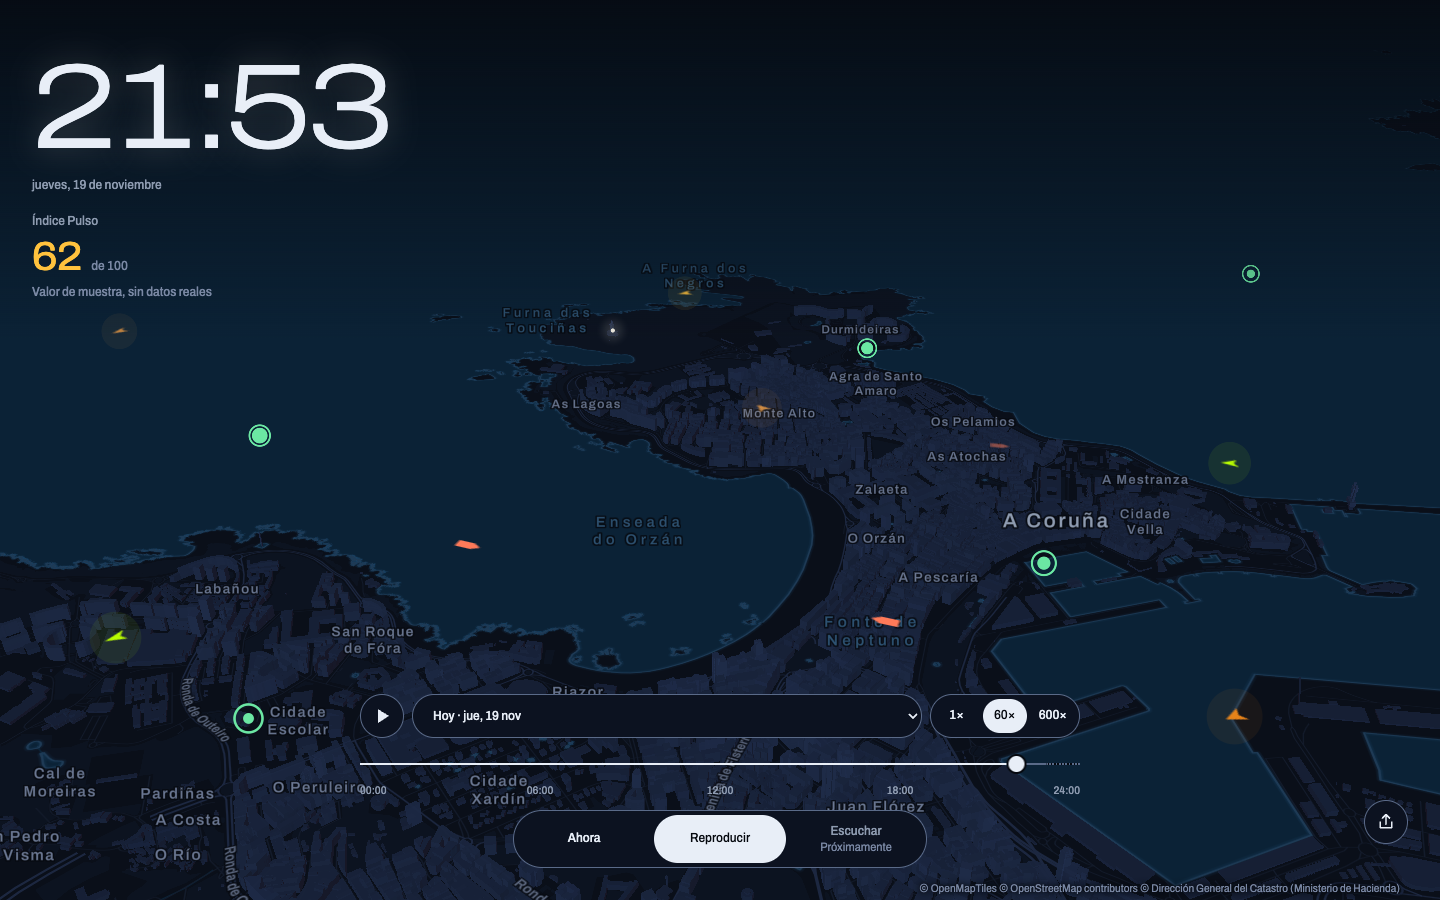 21:53
jueves, 19 de noviembre
Índice Pulso
62 de 100
Valor de muestra, sin datos reales
A Furna dos
Negros
Furna das
Touciñas
Durmideiras
Agra de Santo
Amaro
As Lagoas
Monte Alto
Os Pelamios
As Atochas
A Mestranza
Zalaeta
A Coruña
Cidade
Vella
Enseada
do Orzán
O Orzán
A Pescaría
Labañou
Fonte de
Neptuno
San Roque
de Fóra
Riazor
Ronda de Outeiro
Cidade
Escolar
Hoy · jue, 19 nov
1×
60×
600×
Cal de
Moreiras
Pardiñas
O Peruleiro
Cidade
Xardín
00:00
06:00
12:00
18:00
24:00
Juan Flórez
A Costa
O Río
Pedro
Visma
Ronda de O
Ahora
Reproducir
Escuchar
Próximamente
© OpenMapTiles © OpenStreetMap contributors © Dirección General del Catastro (Ministerio de Hacienda)